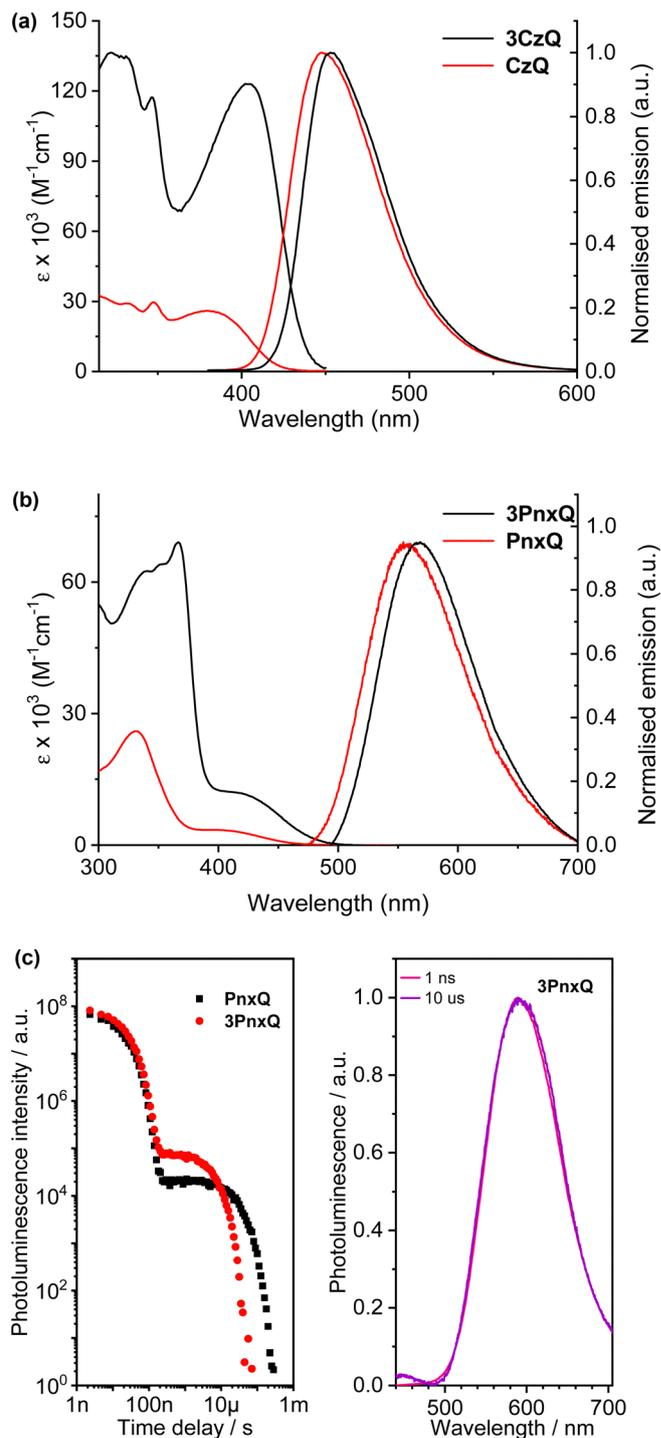 (a)
3CzQ
CzQ
150
120
90
60
30
0
ε x 10³ (M⁻¹cm⁻¹)
1.0
0.8
0.6
0.4
0.2
0.0
Normalised emission (a.u.)
400
500
600
Wavelength (nm)
(b)
3PnxQ
PnxQ
60
30
0
ε x 10³ (M⁻¹cm⁻¹)
1.0
0.8
0.6
0.4
0.2
0.0
Normalised emission (a.u.)
300
400
500
600
700
Wavelength (nm)
(c)
PnxQ
3PnxQ
10⁸
10⁶
10⁴
10²
10⁰
Photoluminescence intensity / a.u.
1n
100n
10µ
1m
Time delay / s
1 ns
10 us
3PnxQ
1.0
0.8
0.6
0.4
0.2
0.0
Photoluminescence / a.u.
500
600
700
Wavelength / nm